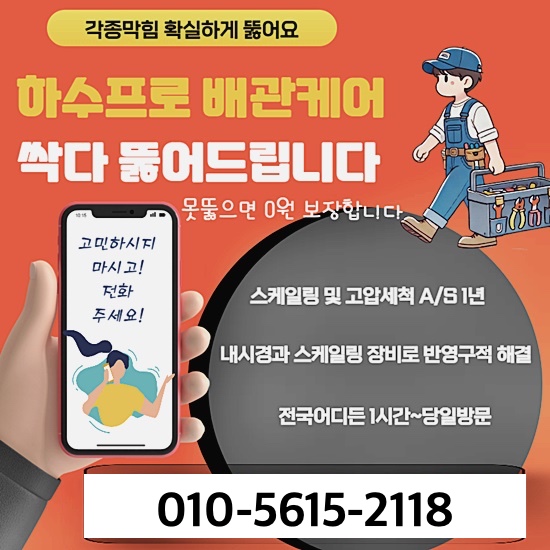 각종막힘 확실하게 뚫어요
하수프로 배관케어
싹다 뚫어드립니다
못뚫으면 0원 보장합니다
10:15
고민하시지
마시고!
전화
주세요!
스케일링 및 고압세척 A/S 1년
내시경과 스케일링 장비로 반영구적 해결
전국어디든 1시간~당일방문
010-5615-2118